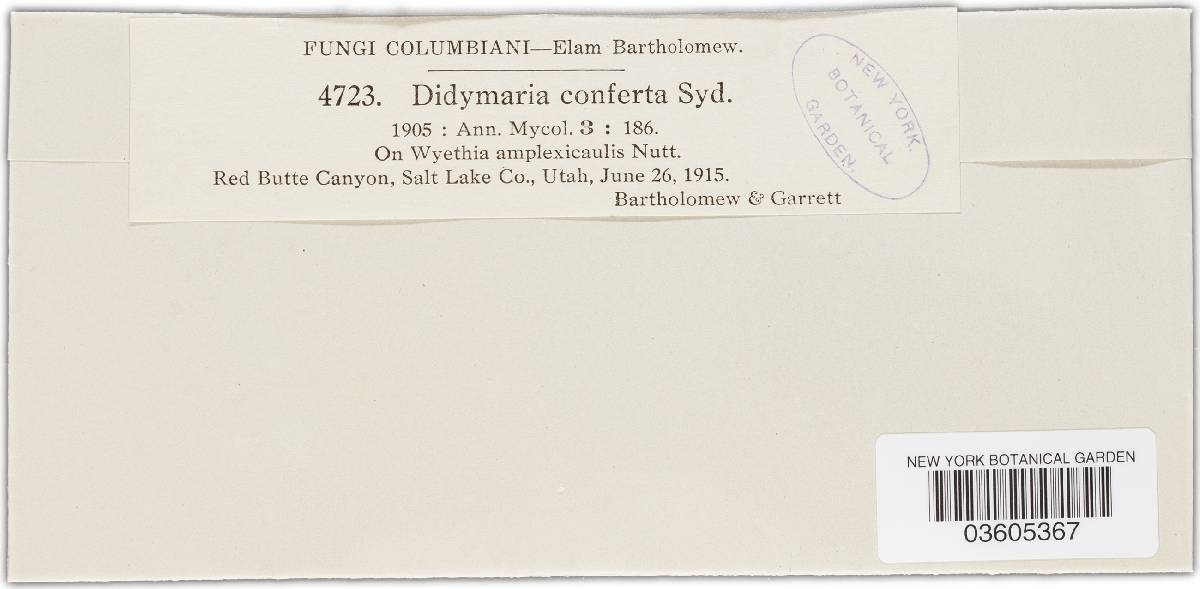 FUNGI COLUMBIANI—Elam Bartholomew.
4723. Didymaria conferta Syd.
1905 : Ann. Mycol. 3 : 186.
On Wyethia amplexicaulis Nutt.
Red Butte Canyon, Salt Lake Co., Utah, June 26, 1915.
Bartholomew & Garrett
NEW YORK.
BOTANICAL
GARDEN.
NEW YORK BOTANICAL GARDEN
03605367